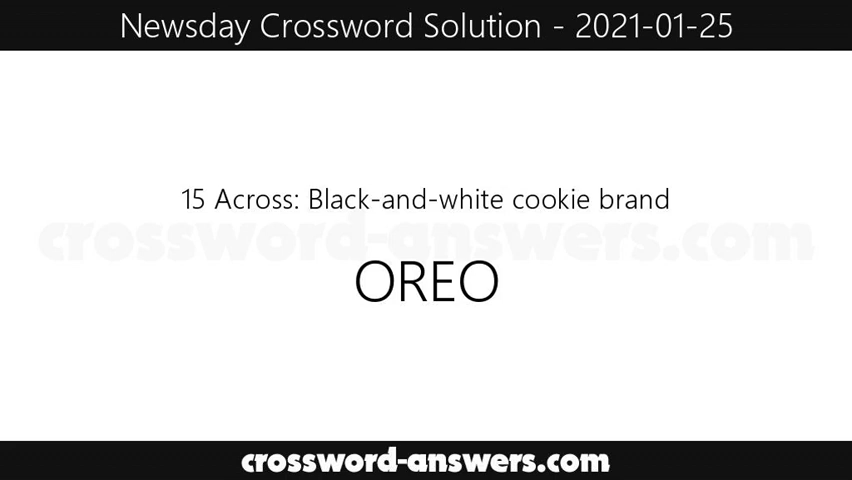 Newsday Crossword Solution - 2021-01-25
15 Across: Black-and-white cookie brand
crossword-answers.com
OREO
crossword-answers.com